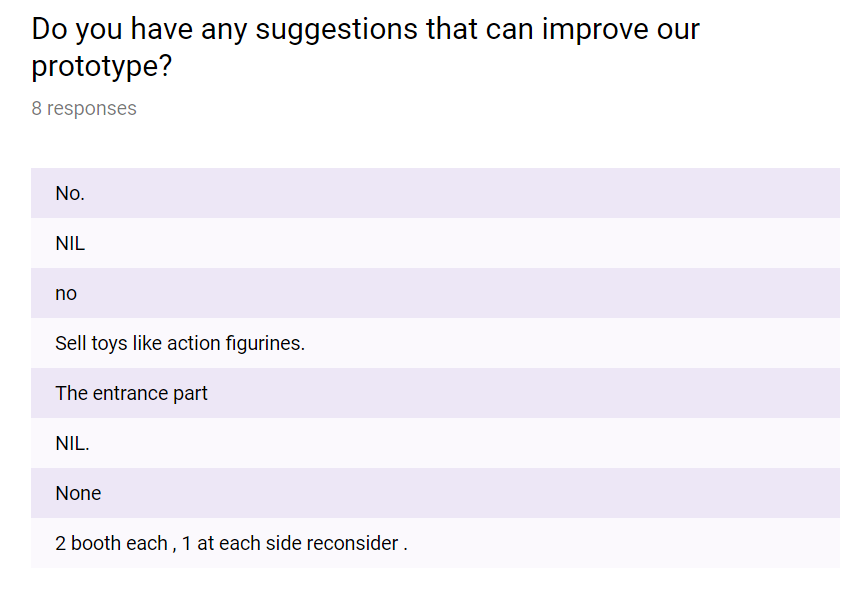 Do you have any suggestions that can improve our
prototype?
8 responses
No.
NIL
no
Sell toys like action figurines.
The entrance part
NIL.
None
2 booth each , 1 at each side reconsider .